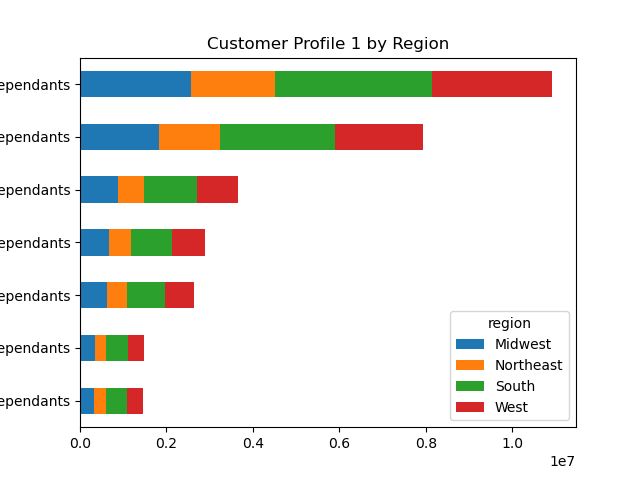 Customer Profile 1 by Region
ependants
ependants
ependants
ependants
ependants
ependants
ependants
region
Midwest
Northeast
South
West
0.0 0.2 0.4 0.6 0.8 1.0
1e7